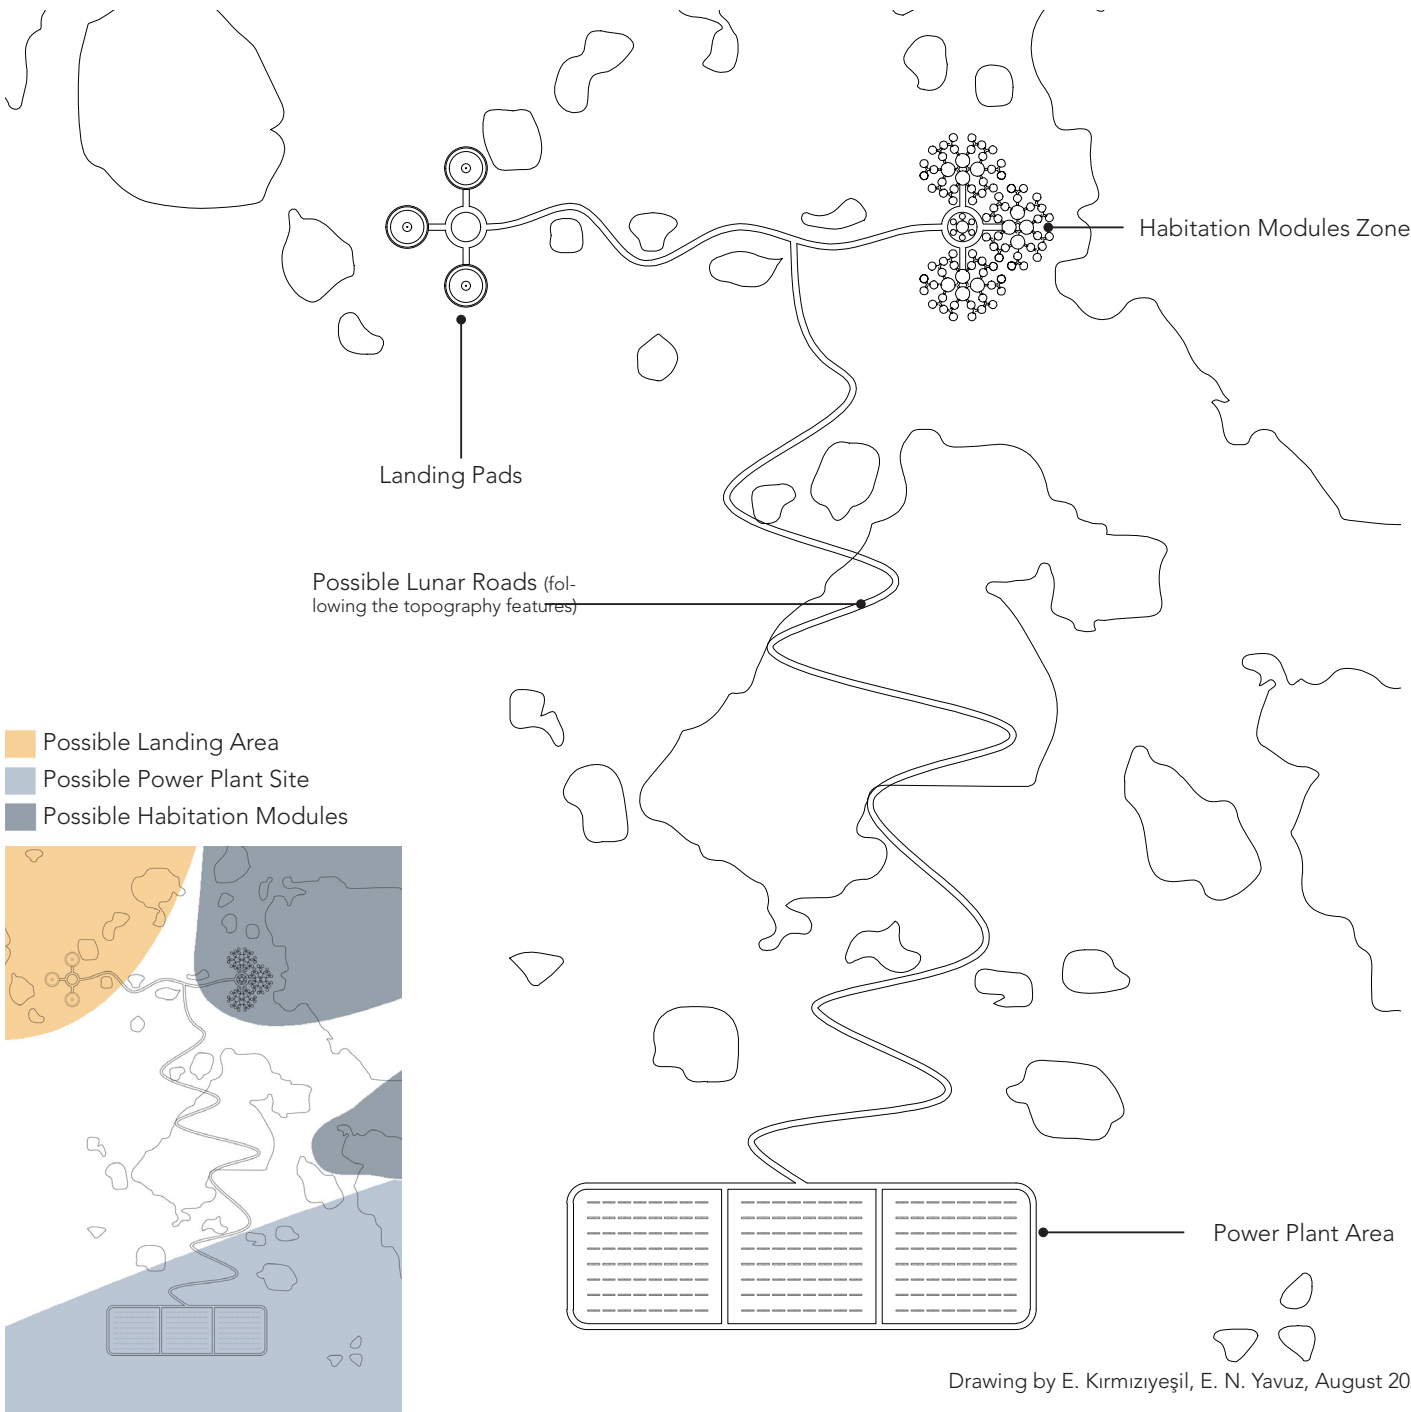 Habitation Modules Zone
Landing Pads
Possible Lunar Roads (fol-
lowing the topography features)
Possible Landing Area
Possible Power Plant Site
Possible Habitation Modules
Power Plant Area
Drawing by E. Kırmızıyeşil, E. N. Yavuz, August 20